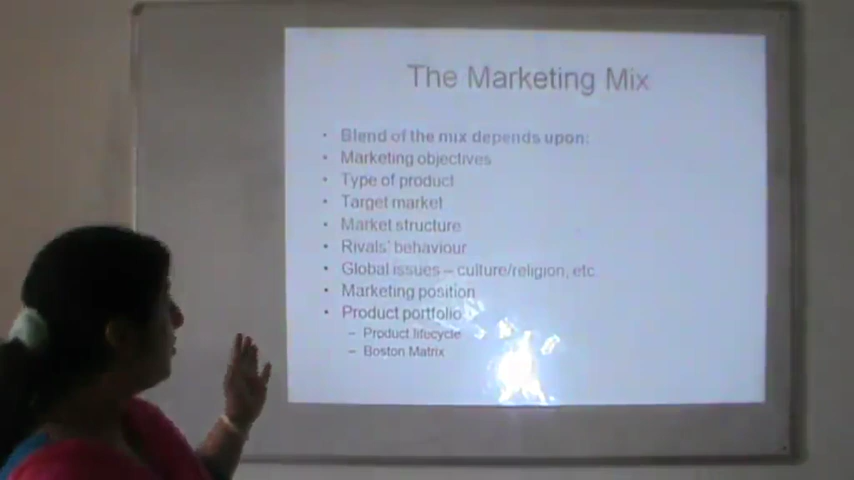 The Marketing Mix
• Blend of the mix depends upon:
• Marketing objectives
• Type of product
• Target market
• Market structure
• Rivals' behaviour
• Global issues – culture/religion, etc
• Marketing position
• Product portfolio
– Product lifecycle
– Boston Matrix